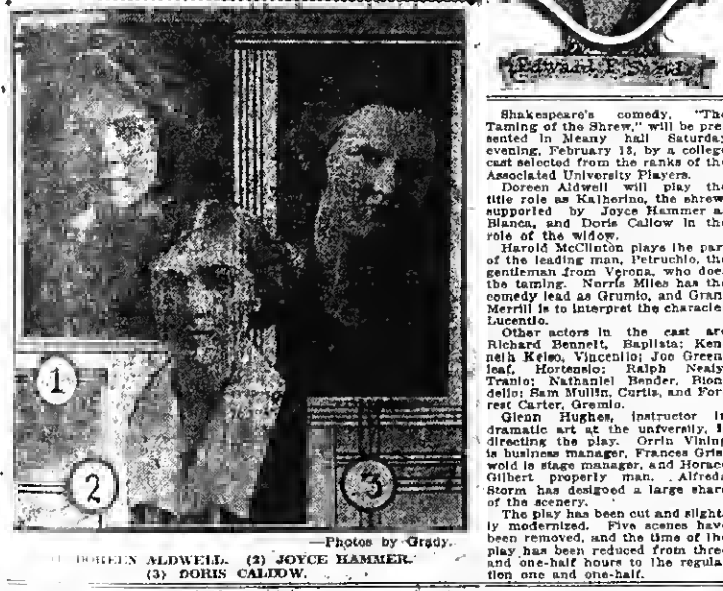 1
2
3
—Photos by Grady.
DOREEN ALDWELL. (2) JOYCE HAMMER.
(3) DORIS CALLOW.
Edward
Shakespeare's comedy, "The
Taming of the Shrew," will be pre-
sented in Meany hall Saturday
evening, February 13, by a college
cast selected from the ranks of the
Associated University Players.
Doreen Aldwell will play the
title role as Katherino, the shrew,
supported by Joyce Hammer as
Bianca, and Doris Callow in the
role of the widow.
Harold McClinton plays the part
of the leading man, Petruchio, the
gentleman from Verona, who does
the taming. Norris Miles has the
comedy lead as Grumio, and Grant
Merrill is to interpret the character
Lucentio.
Other actors in the cast are
Richard Bennett, Baptista; Ken-
neth Kelso, Vincentio; Joe Green-
leaf, Hortensio; Ralph Nealy,
Tranio; Nathaniel Bender, Bion-
dello; Sam Mullin, Curtis, and For-
rest Carter, Gremio.
Glenn Hughes, instructor in
dramatic art at the university, is
directing the play. Orrin Vining
is business manager, Frances Gris-
wold is stage manager, and Horace
Gilbert property man. Alfreda
Storm has designed a large share
of the scenery.
The play has been cut and slight-
ly modernized. Five scenes have
been removed, and the time of the
play has been reduced from three
and one-half hours to the regula-
tion one and one-half.